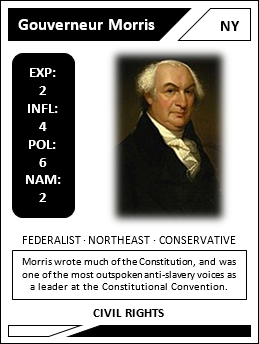 Gouverneur Morris
NY
EXP:
2
INFL:
4
POL:
6
NAM:
2
FEDERALIST · NORTHEAST · CONSERVATIVE
Morris wrote much of the Constitution, and was
one of the most outspoken anti-slavery voices as
a leader at the Constitutional Convention.
CIVIL RIGHTS